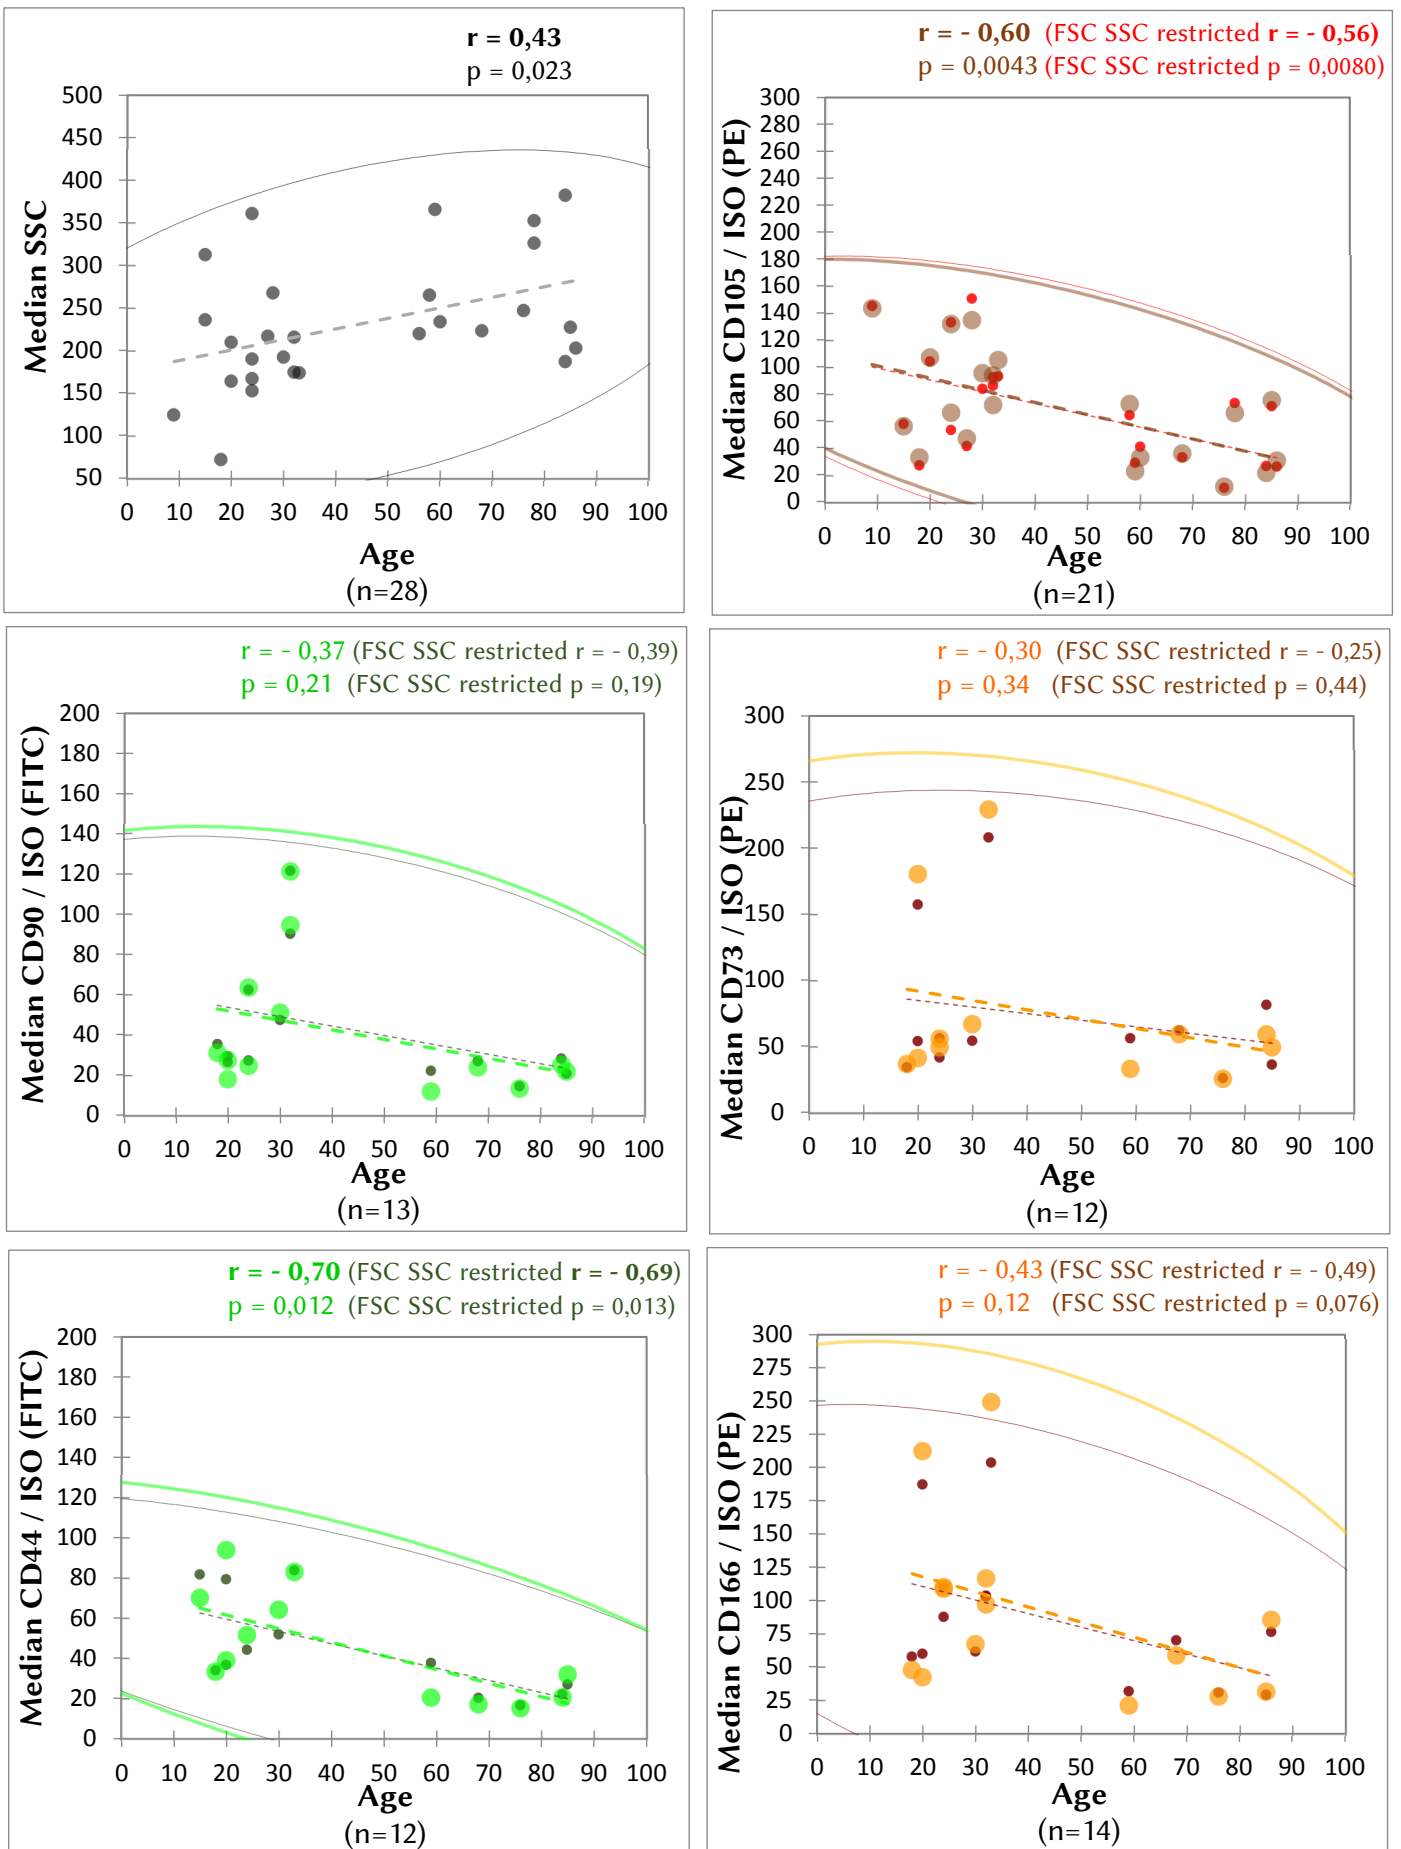 r = 0,43
p = 0,023
Median SSC
500
450
400
350
300
250
200
150
100
50
0 10 20 30 40 50 60 70 80 90 100
Age
(n=28)
r = - 0,60 (FSC SSC restricted r = - 0,56)
p = 0,0043 (FSC SSC restricted p = 0,0080)
Median CD105 / ISO (PE)
300
280
260
240
220
200
180
160
140
120
100
80
60
40
20
0
0 10 20 30 40 50 60 70 80 90 100
Age
(n=21)
r = - 0,37 (FSC SSC restricted r = - 0,39)
p = 0,21 (FSC SSC restricted p = 0,19)
Median CD90 / ISO (FITC)
200
180
160
140
120
100
80
60
40
20
0
0 10 20 30 40 50 60 70 80 90 100
Age
(n=13)
r = - 0,30 (FSC SSC restricted r = - 0,25)
p = 0,34 (FSC SSC restricted p = 0,44)
Median CD73 / ISO (PE)
300
250
200
150
100
50
0
0 10 20 30 40 50 60 70 80 90 100
Age
(n=12)
r = - 0,70 (FSC SSC restricted r = - 0,69)
p = 0,012 (FSC SSC restricted p = 0,013)
Median CD44 / ISO (FITC)
200
180
160
140
120
100
80
60
40
20
0
0 10 20 30 40 50 60 70 80 90 100
Age
(n=12)
r = - 0,43 (FSC SSC restricted r = - 0,49)
p = 0,12 (FSC SSC restricted p = 0,076)
Median CD166 / ISO (PE)
300
275
250
225
200
175
150
125
100
75
50
25
0
0 10 20 30 40 50 60 70 80 90 100
Age
(n=14)